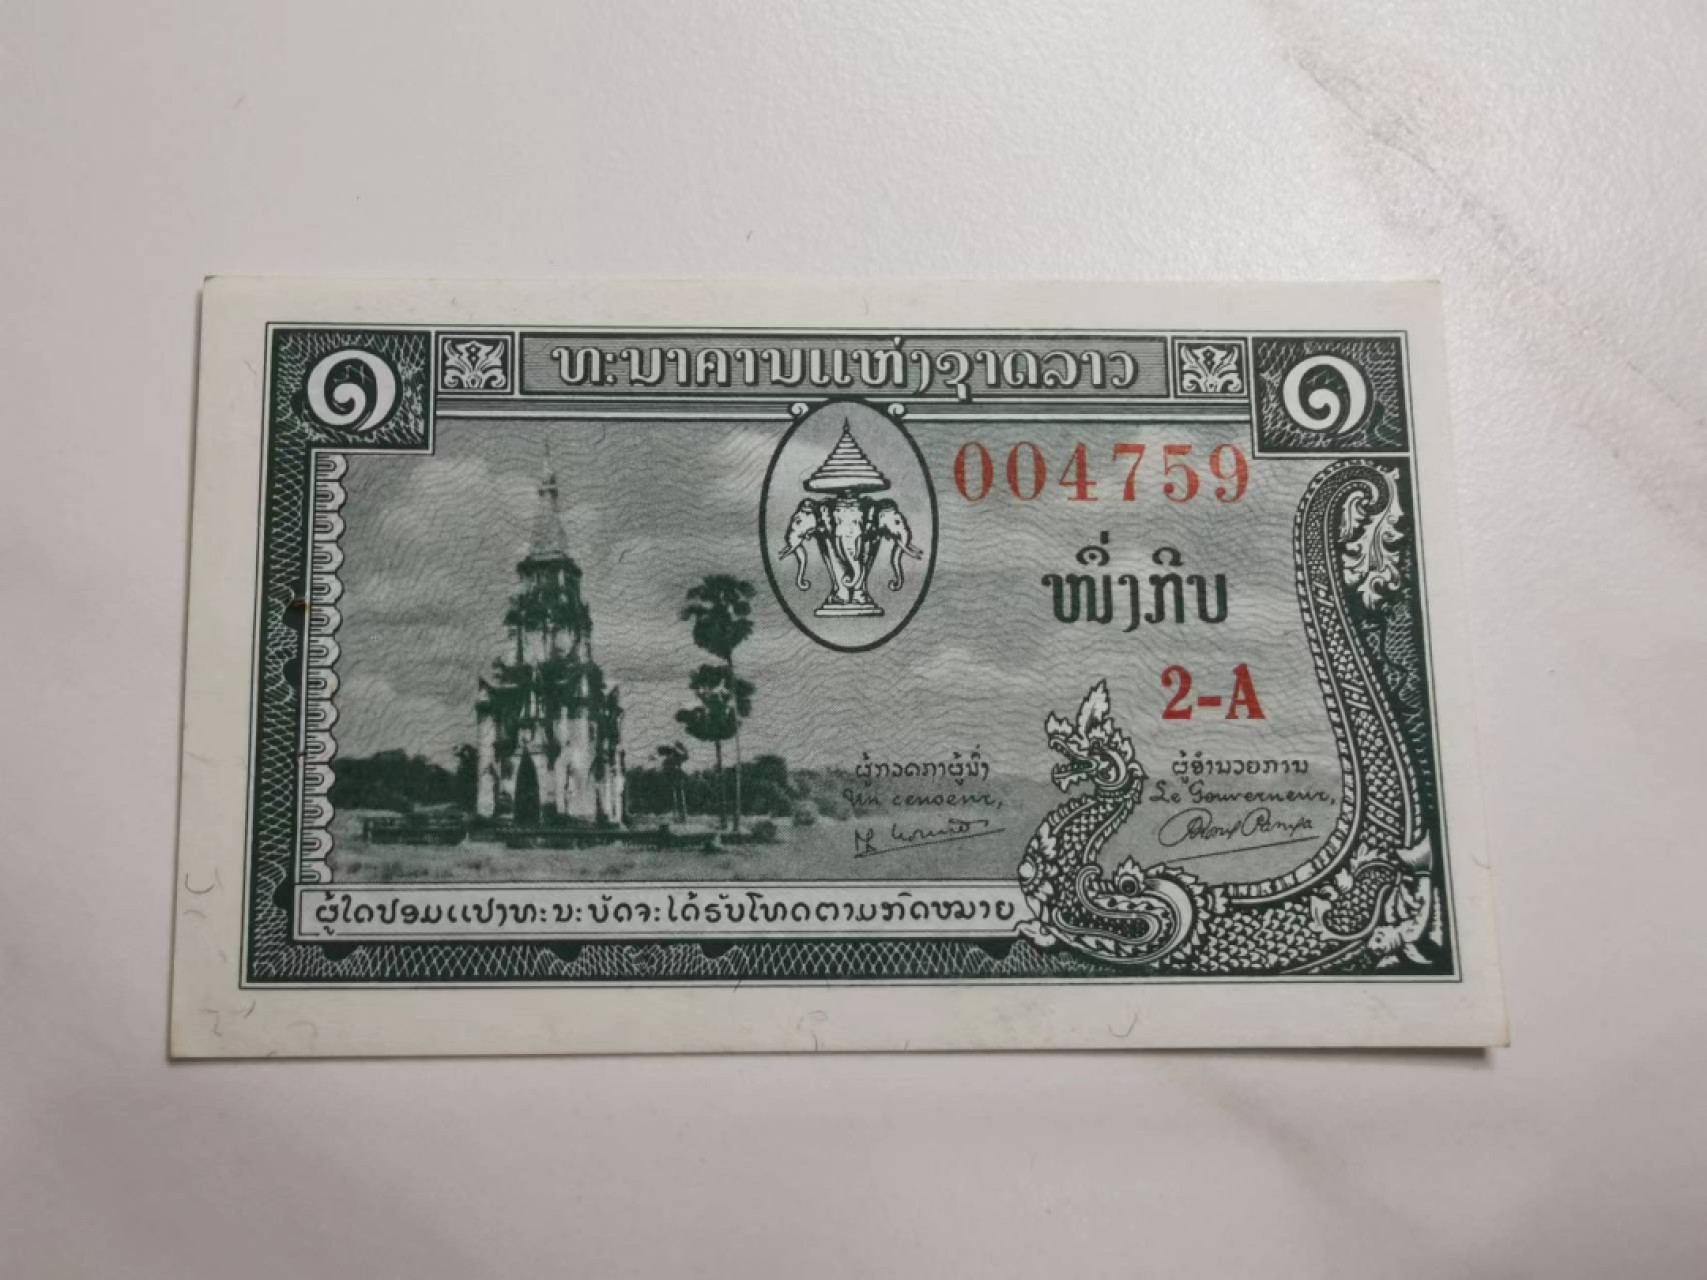 ໑ ທະນາຄານແຫ່ງຊາດລາວ ໑
004759
ໜຶ່ງກີບ
2-A
ຜູ້ກວດກາຜູ້ນຶ່ງ ຜູ້ອຳນວຍການ
Un censeur, Le Gouverneur,
ຜູ້ໃດປອມແປງທະນະບັດຈະໄດ້ຮັບໂທດຕາມກົດໝາຍ